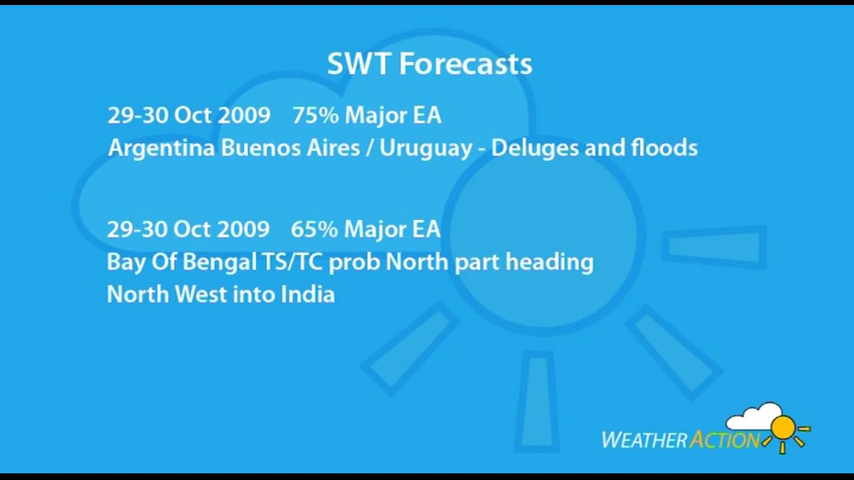 SWT Forecasts
29-30 Oct 2009 75% Major EA
Argentina Buenos Aires / Uruguay - Deluges and floods
29-30 Oct 2009 65% Major EA
Bay Of Bengal TS/TC prob North part heading
North West into India
WEATHERACTION